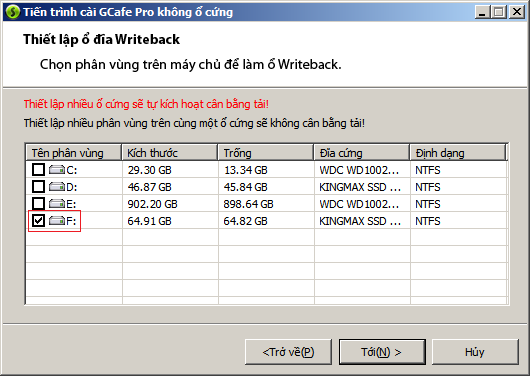 Tiến trình cài GCafe Pro không ổ cứng
Thiết lập ổ đĩa Writeback
Chọn phân vùng trên máy chủ để làm ổ Writeback.
Thiết lập nhiều ổ cứng sẽ tự kích hoạt cân bằng tải!
Thiết lập nhiều phân vùng trên cùng một ổ cứng sẽ không cân bằng tải!
Tên phân vùng Kích thước Trống Đĩa cứng Định dạng
C: 29.30 GB 13.34 GB WDC WD1002... NTFS
D: 46.87 GB 45.84 GB KINGMAX SSD ... NTFS
E: 902.20 GB 898.64 GB WDC WD1002... NTFS
F: 64.91 GB 64.82 GB KINGMAX SSD ... NTFS
<Trở về(P) Tới(N) > Hủy